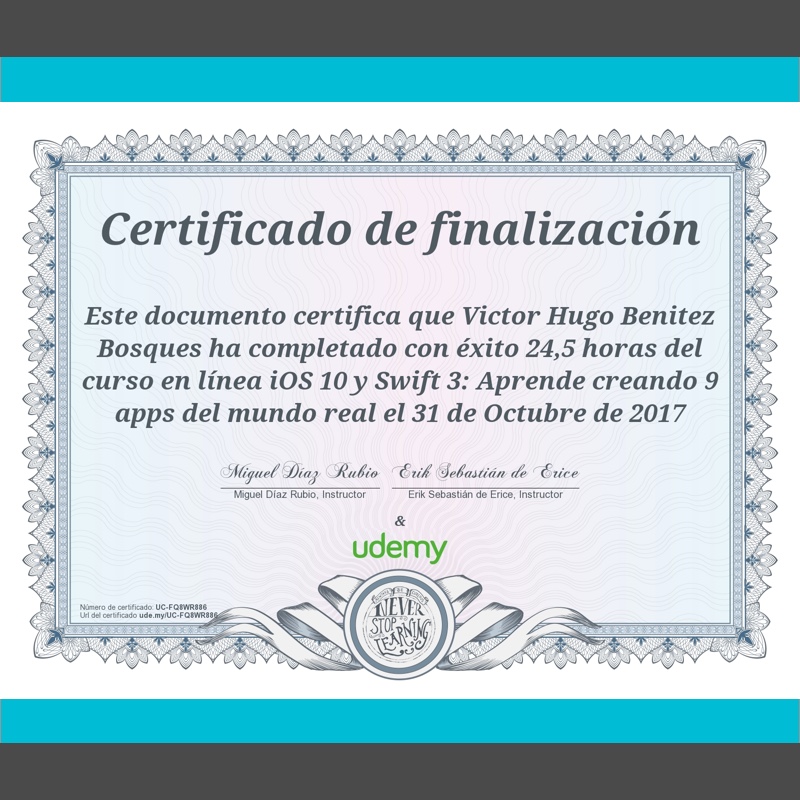 Certificado de finalización
Este documento certifica que Victor Hugo Benitez
Bosques ha completado con éxito 24,5 horas del
curso en línea iOS 10 y Swift 3: Aprende creando 9
apps del mundo real el 31 de Octubre de 2017
Miguel Díaz Rubio Erik Sebastián de Erice
Miguel Díaz Rubio, Instructor Erik Sebastián de Erice, Instructor
&
udemy
Número de certificado: UC-FQ8WR886
Url del certificado ude.my/UC-FQ8WR886
NEVER
STOP
LEARNING